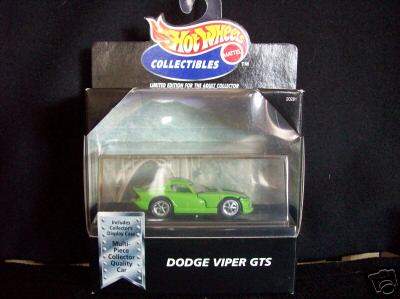 Hot Wheels
MATTEL
COLLECTIBLES
TM
LIMITED EDITION FOR THE ADULT COLLECTOR
Includes
Collector's
Display Case
Multi-
Piece
Collector
Quality
Car
DODGE VIPER GTS